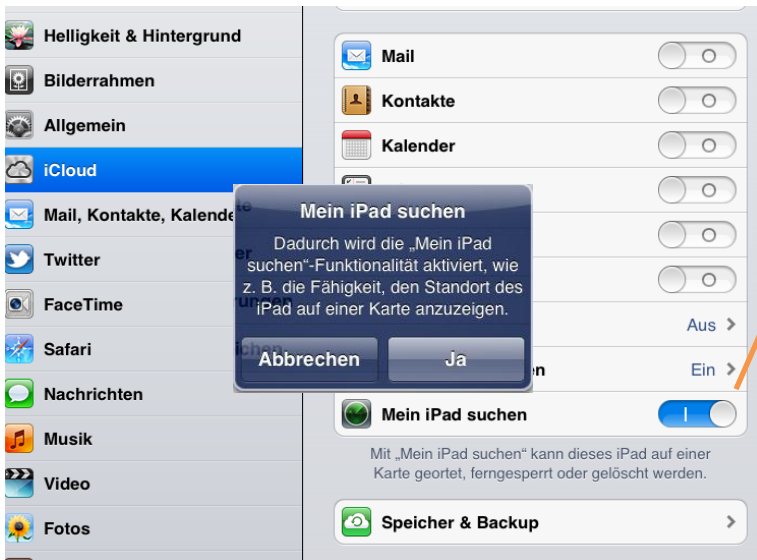 Helligkeit & Hintergrund
Bilderrahmen
Allgemein
iCloud
Mail, Kontakte, Kalende
Twitter
FaceTime
Safari
Nachrichten
Musik
Video
Fotos
Mail
Kontakte
Kalender
Mein iPad suchen
Dadurch wird die „Mein iPad
suchen“-Funktionalität aktiviert, wie
z. B. die Fähigkeit, den Standort des
iPad auf einer Karte anzuzeigen.
Abbrechen
Ja
Aus
Ein
Mein iPad suchen
Mit „Mein iPad suchen“ kann dieses iPad auf einer
Karte geortet, ferngesperrt oder gelöscht werden.
Speicher & Backup